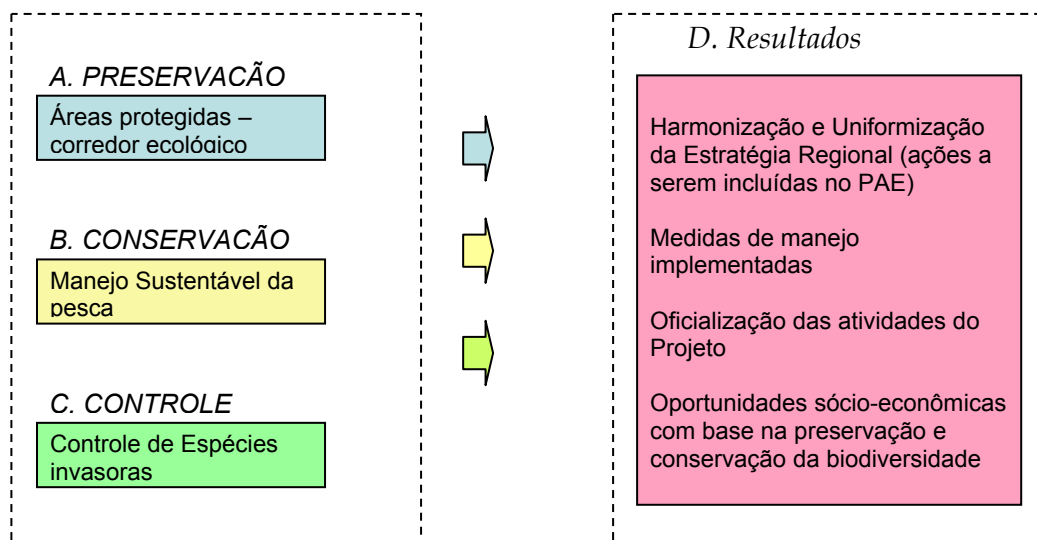 A. PRESERVACÃO
Áreas protegidas –
corredor ecológico
B. CONSERVACÃO
Manejo Sustentável da
pesca
C. CONTROLE
Controle de Espécies
invasoras
D. Resultados
Harmonização e Uniformização
da Estratégia Regional (ações a
serem incluídas no PAE)
Medidas de manejo
implementadas
Oficialização das atividades do
Projeto
Oportunidades sócio-econômicas
com base na preservação e
conservação da biodiversidade